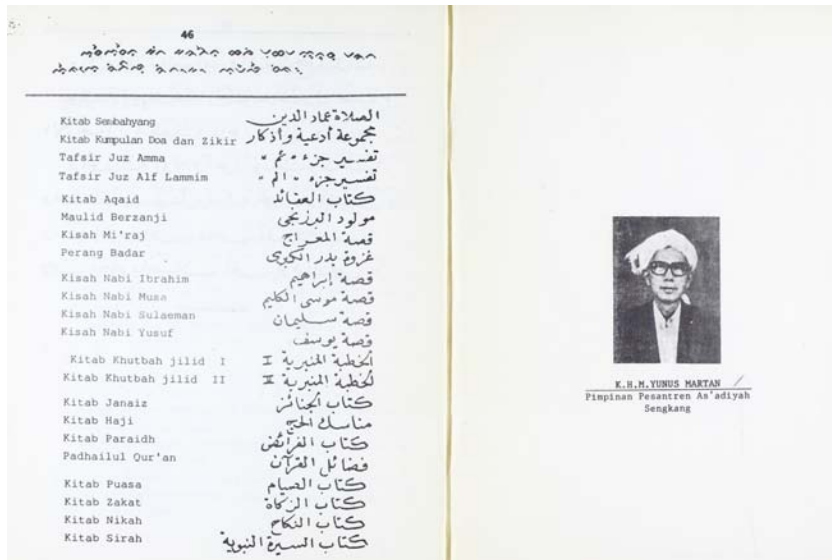 46
Kitab Sembahyang الصلاة عماد الدين
Kitab Kumpulan Doa dan Zikir مجموعة أدعية وأذكار
Tafsir Juz Amma تفسير جزء " عم "
Tafsir Juz Alf Lammim تفسير جزء " الم "
Kitab Aqaid كتاب العقائد
Maulid Berzanji مولود البرزنجى
Kisah Mi'raj قصة المعراج
Perang Badar غزوة بدر الكبرى
Kisah Nabi Ibrahim قصة إبراهيم
Kisah Nabi Musa قصة موسى الكليم
Kisah Nabi Sulaeman قصة سليمان
Kisah Nabi Yusuf قصة يوسف
Kitab Khutbah jilid I الخطبة المنبرية I
Kitab Khutbah jilid II الخطبة المنبرية II
Kitab Janaiz كتاب الجنائز
Kitab Haji مناسك الحج
Kitab Paraidh كتاب الفرائض
Padhailul Qur'an فضائل القرآن
Kitab Puasa كتاب الصيام
Kitab Zakat كتاب الزكاة
Kitab Nikah كتاب النكاح
Kitab Sirah كتاب السيرة النبوية
K.H.M.YUNUS MARTAN
Pimpinan Pesantren As'adiyah
Sengkang